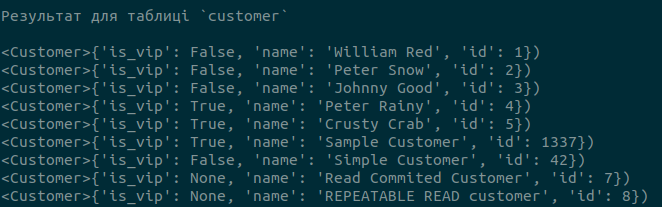 Результат для таблиці `customer`
<Customer>{'is_vip': False, 'name': 'William Red', 'id': 1})
<Customer>{'is_vip': False, 'name': 'Peter Snow', 'id': 2})
<Customer>{'is_vip': False, 'name': 'Johnny Good', 'id': 3})
<Customer>{'is_vip': True, 'name': 'Peter Rainy', 'id': 4})
<Customer>{'is_vip': True, 'name': 'Crusty Crab', 'id': 5})
<Customer>{'is_vip': True, 'name': 'Sample Customer', 'id': 1337})
<Customer>{'is_vip': False, 'name': 'Simple Customer', 'id': 42})
<Customer>{'is_vip': None, 'name': 'Read Commited Customer', 'id': 7})
<Customer>{'is_vip': None, 'name': 'REPEATABLE READ customer', 'id': 8})